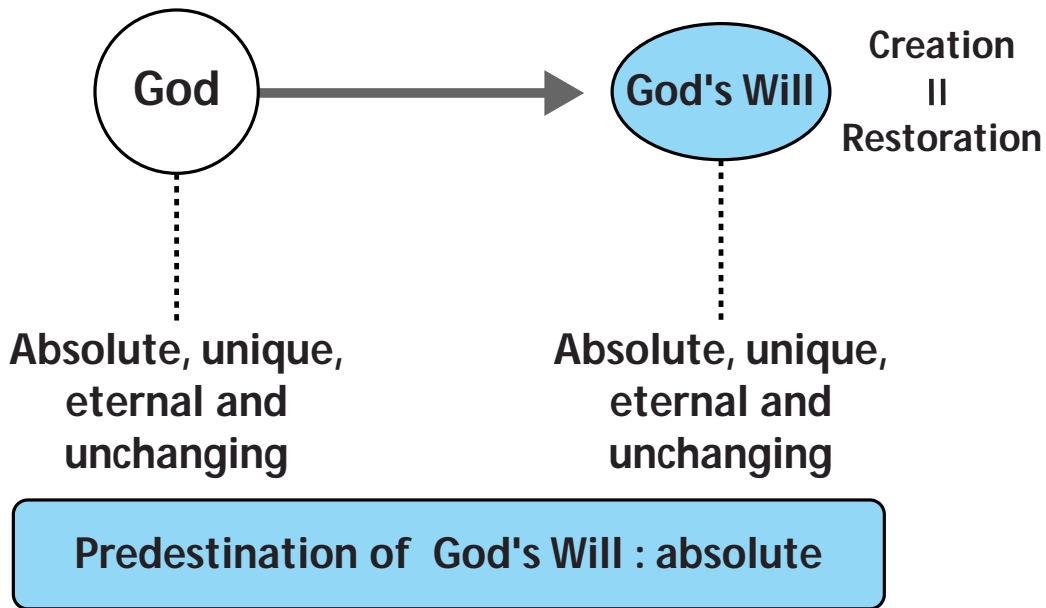 God
God's Will
Creation
II
Restoration
Absolute, unique,
eternal and
unchanging
Absolute, unique,
eternal and
unchanging
Predestination of God's Will : absolute